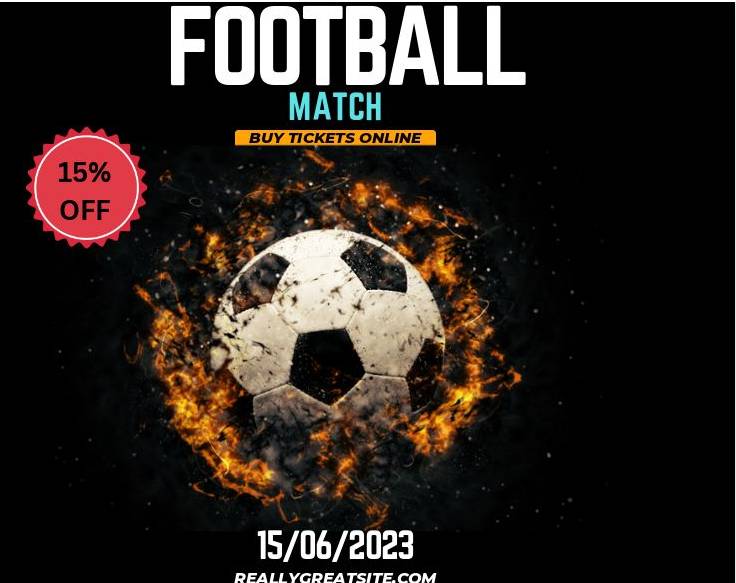 FOOTBALL
MATCH
BUY TICKETS ONLINE
15%
OFF
15/06/2023
REALLYGREATSITE.COM